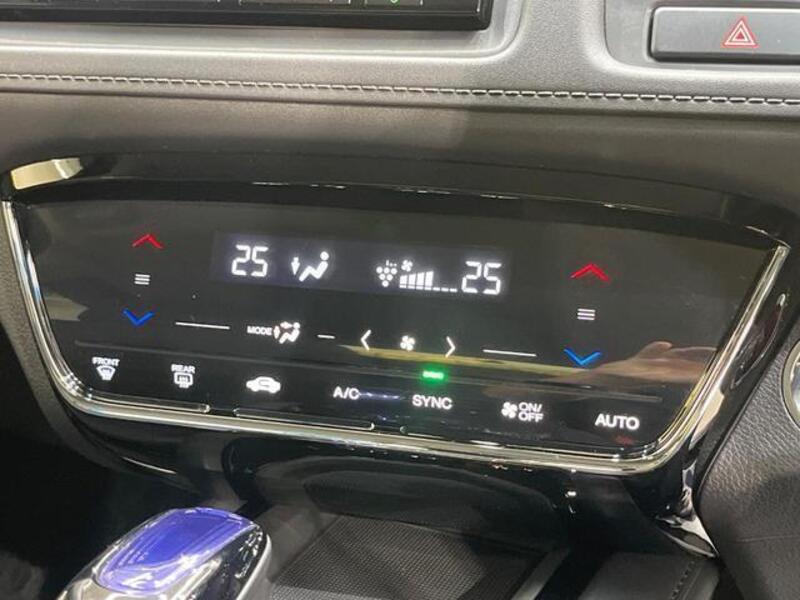 25 25
MODE
FRONT REAR A/C SYNC ON/OFF AUTO